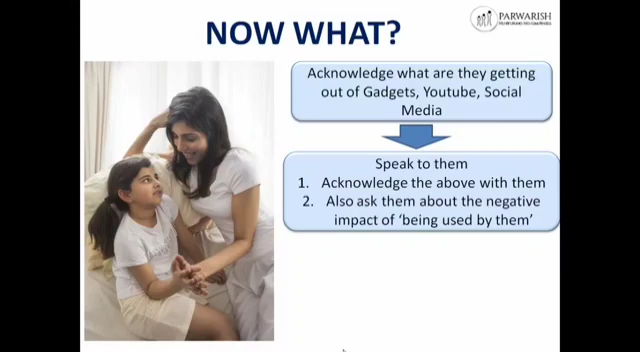 PARWARISH
NOW WHAT?
Acknowledge what are they getting
out of Gadgets, Youtube, Social
Media
Speak to them
1. Acknowledge the above with them
2. Also ask them about the negative
impact of ‘being used by them’